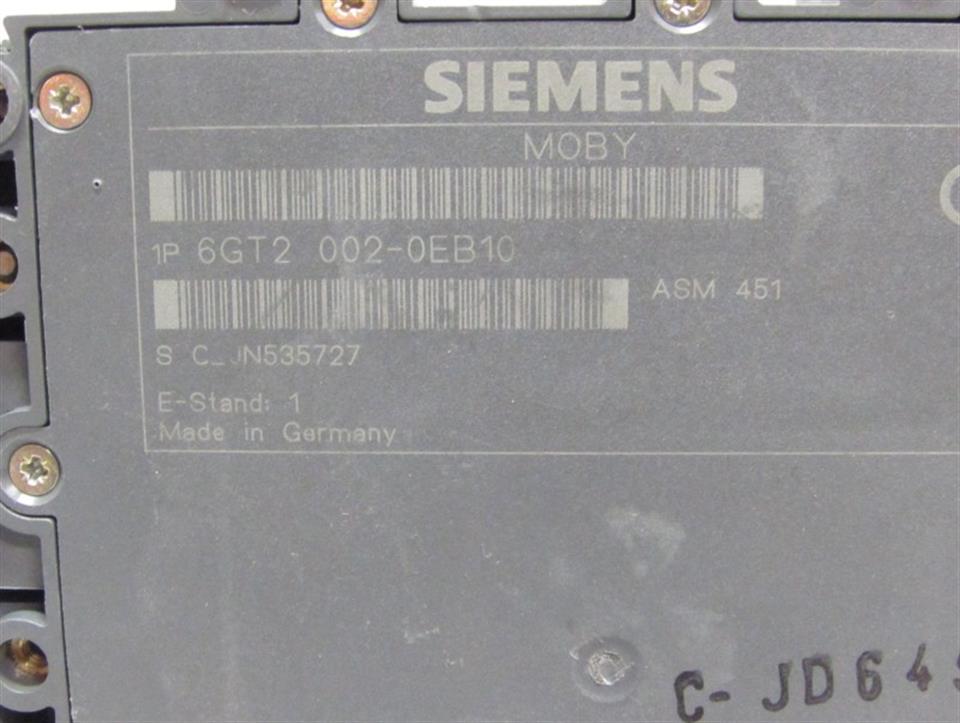 SIEMENS
MOBY
1P 6GT2 002-0EB10
ASM 451
S C_JN535727
E-Stand: 1
Made in Germany
C-JD64